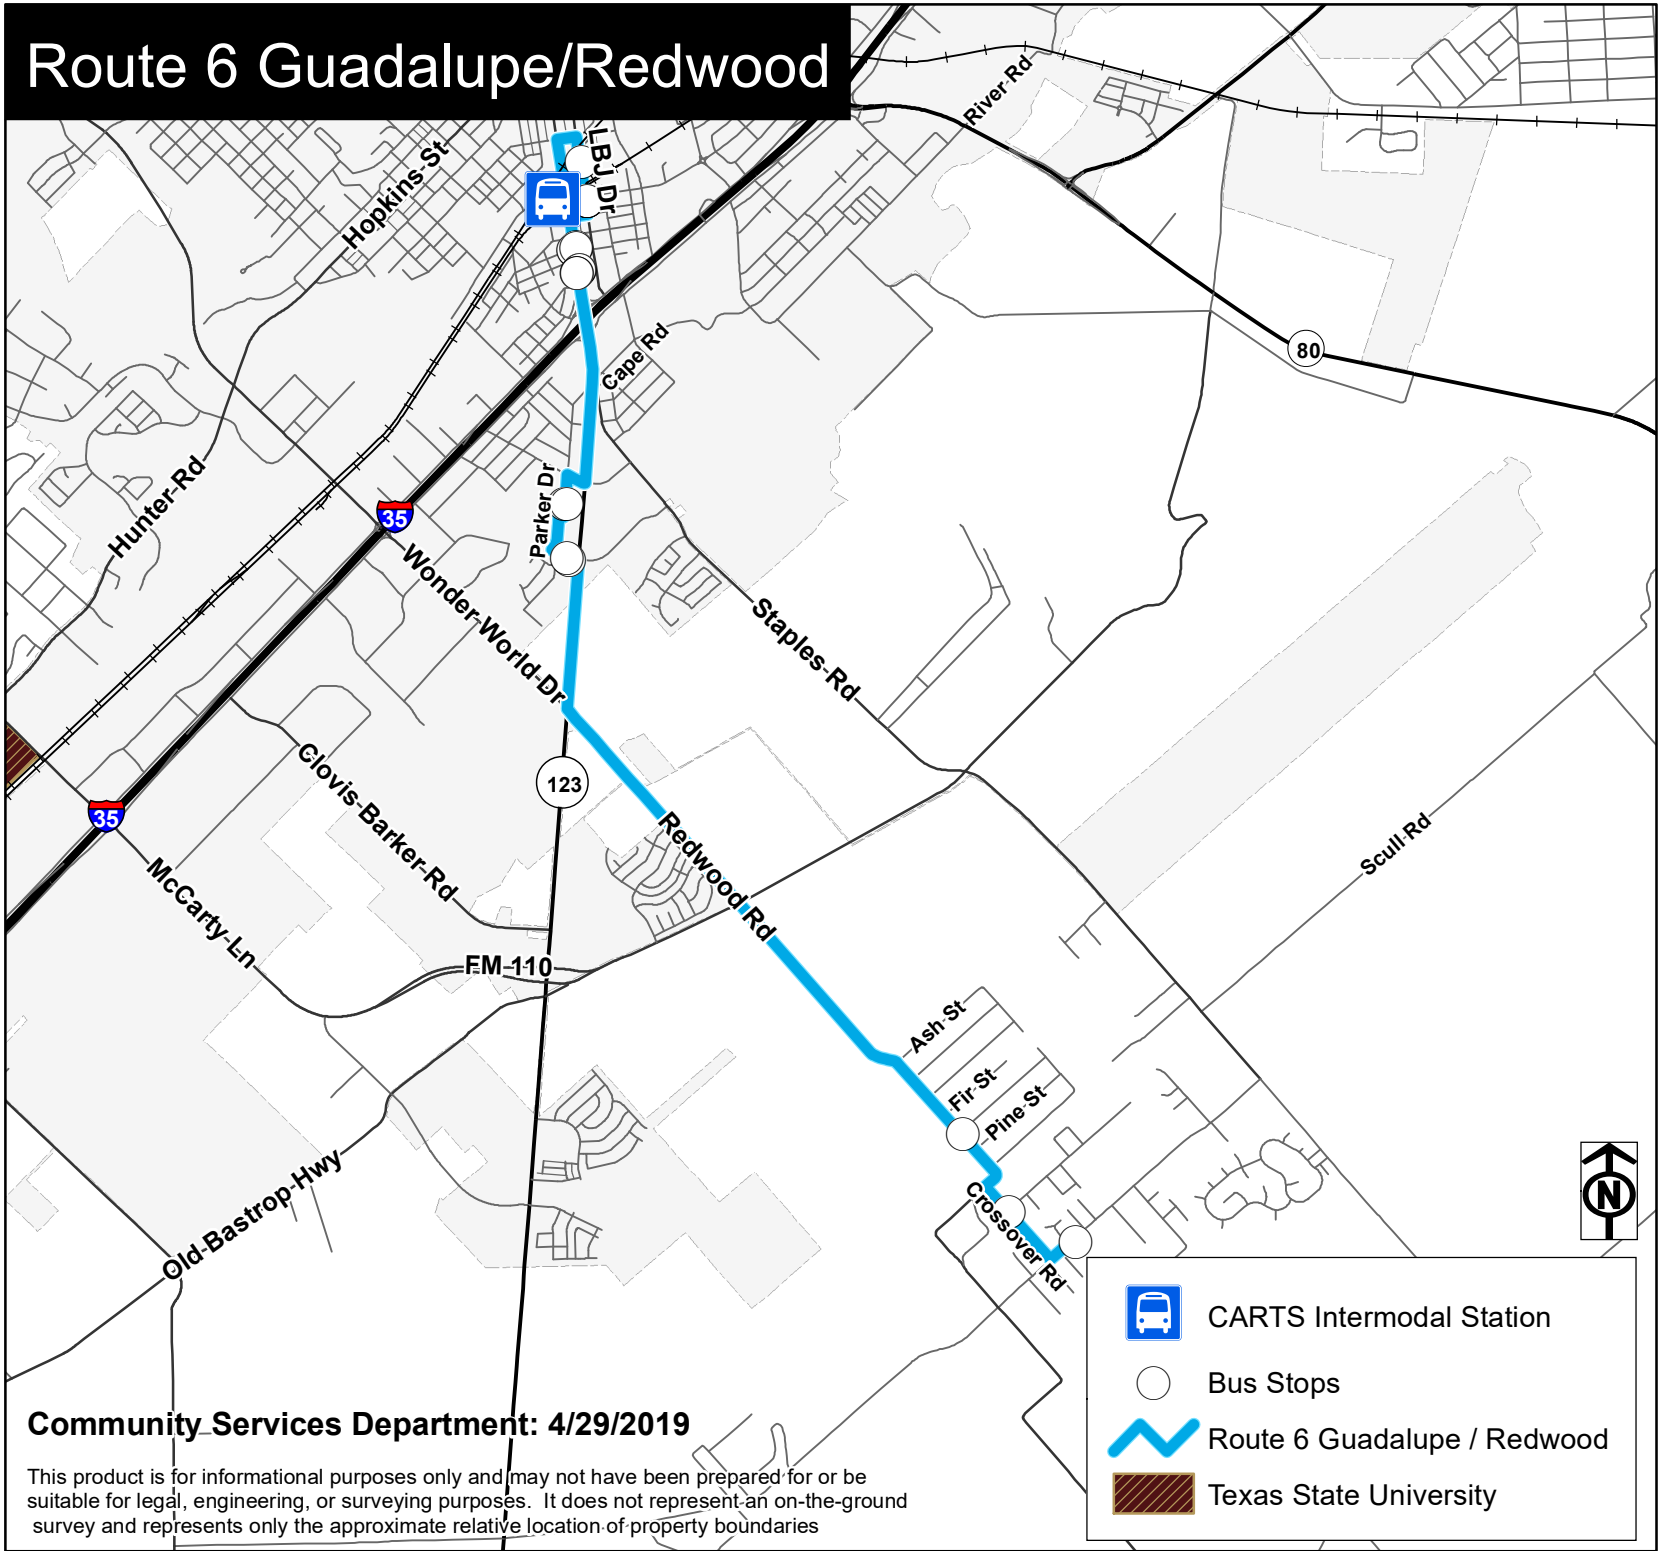 Route 6 Guadalupe/Redwood
River Rd
LBJ Dr
Hopkins St
80
Cape Rd
Hunter Rd
Parker Dr
35
Wonder World Dr
Staples Rd
123
Clovis Barker Rd
35
Redwood Rd
Scull Rd
McCarty Ln
FM 110
Ash St
Fir St
Pine St
Old Bastrop Hwy
Crossover Rd
N
CARTS Intermodal Station
Bus Stops
Route 6 Guadalupe / Redwood
Texas State University
Community Services Department: 4/29/2019
This product is for informational purposes only and may not have been prepared for or be
suitable for legal, engineering, or surveying purposes. It does not represent an on-the-ground
survey and represents only the approximate relative location of property boundaries